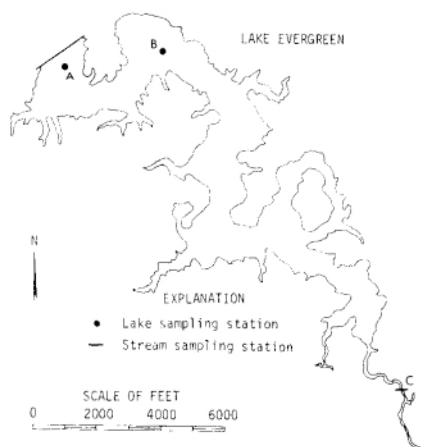 LAKE EVERGREEN
B
A
N
EXPLANATION
Lake sampling station
Stream sampling station
C
SCALE OF FEET
0 2000 4000 6000